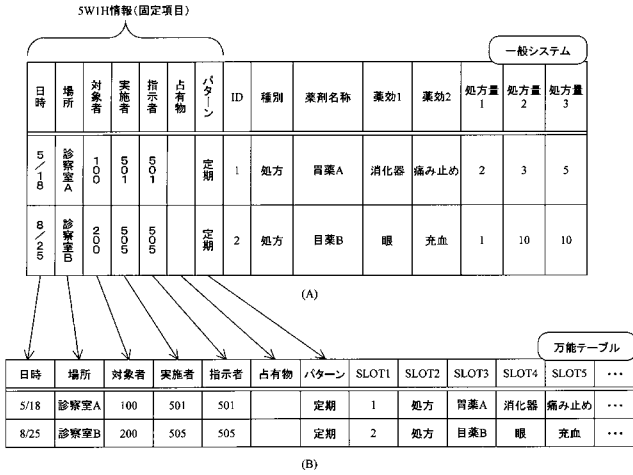 5W1H情報(固定項目)
一般システム
日時 場所 対象者 実施者 指示者 占有物 パターン ID 種別 薬剤名称 薬効1 薬効2 処方量1 処方量2 処方量3
5/18 診察室A 100 501 501 定期 1 処方 胃薬A 消化器 痛み止め 2 3 5
8/25 診察室B 200 505 505 定期 2 処方 目薬B 眼 充血 1 10 10
(A)
万能テーブル
日時 場所 対象者 実施者 指示者 占有物 パターン SLOT1 SLOT2 SLOT3 SLOT4 SLOT5 ・・・
5/18 診察室A 100 501 501 定期 1 処方 胃薬A 消化器 痛み止め ・・・
8/25 診察室B 200 505 505 定期 2 処方 目薬B 眼 充血 ・・・
(B)